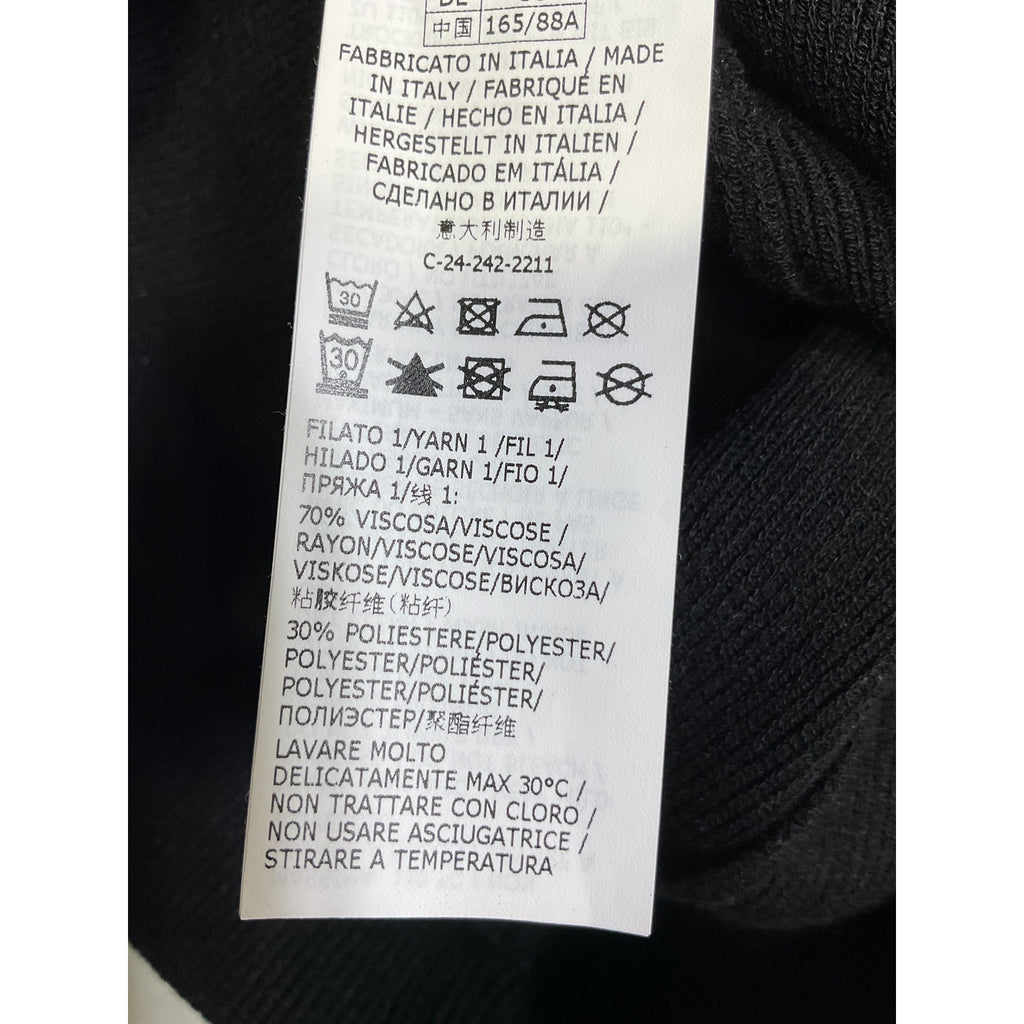 中国 165/88A
FABBRICATO IN ITALIA / MADE
IN ITALY / FABRIQUÉ EN
ITALIE / HECHO EN ITALIA /
HERGESTELLT IN ITALIEN /
FABRICADO EM ITÁLIA /
СДЕЛАНО В ИТАЛИИ /
意大利制造
C-24-242-2211
30
30
FILATO 1/YARN 1 /FIL 1/
HILADO 1/GARN 1/FIO 1/
ПРЯЖА 1/线 1:
70% VISCOSA/VISCOSE /
RAYON/VISCOSE/VISCOSA/
VISKOSE/VISCOSE/ВИСКОЗА/
粘胶纤维(粘纤)
30% POLIESTERE/POLYESTER/
POLYESTER/POLIÉSTER/
POLYESTER/POLIÉSTER/
ПОЛИЭСТЕР/聚酯纤维
LAVARE MOLTO
DELICATAMENTE MAX 30°C /
NON TRATTARE CON CLORO /
NON USARE ASCIUGATRICE /
STIRARE A TEMPERATURA